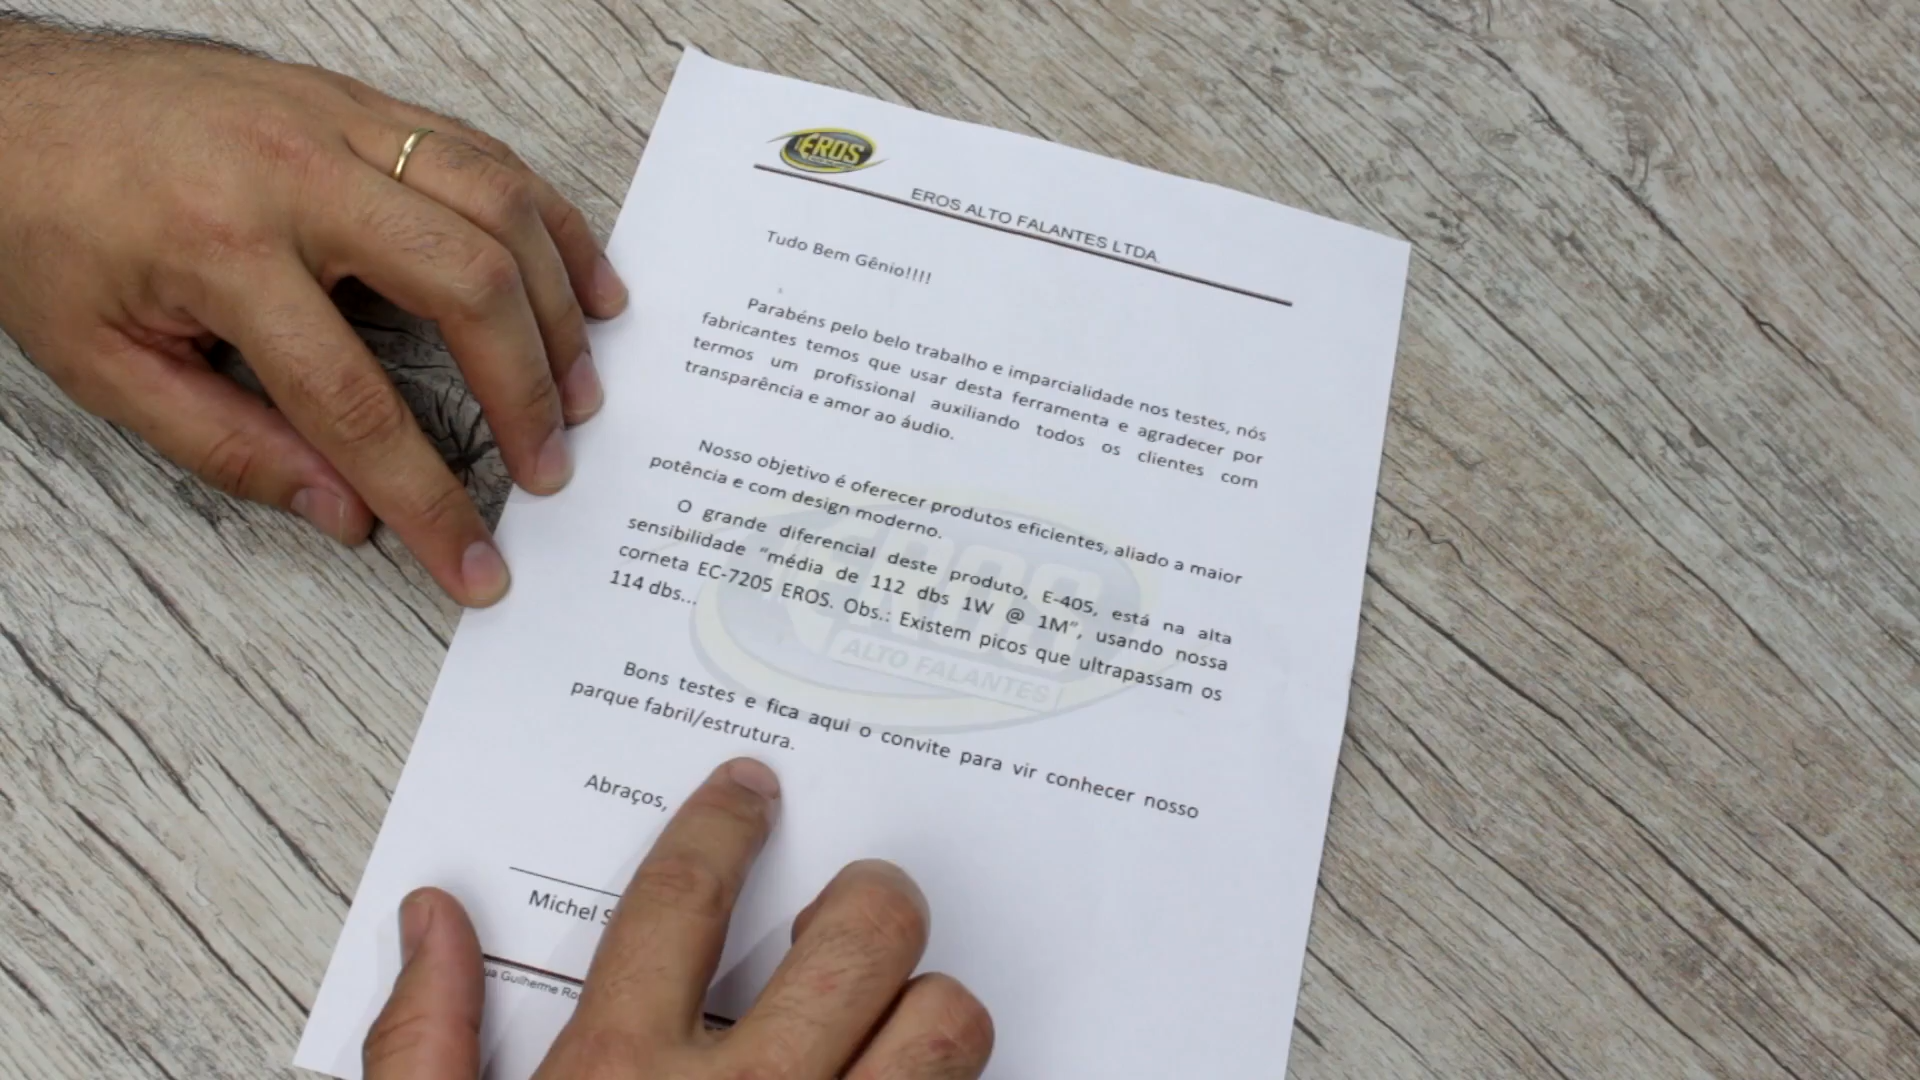 EROS
EROS ALTO FALANTES LTDA
Tudo Bem Gênio!!!!
Parabéns pelo belo trabalho e imparcialidade nos testes, nós
fabricantes temos que usar desta ferramenta e agradecer por
termos um profissional auxiliando todos os clientes com
transparência e amor ao áudio.
Nosso objetivo é oferecer produtos eficientes, aliado a maior
potência e com design moderno.
O grande diferencial deste produto, E-405, está na alta
sensibilidade “média de 112 dbs 1W @ 1M”, usando nossa
corneta EC-7205 EROS. Obs.: Existem picos que ultrapassam os
114 dbs...
EROS
ALTO FALANTES
Bons testes e fica aqui o convite para vir conhecer nosso
parque fabril/estrutura.
Abraços,
Michel
Guilherme